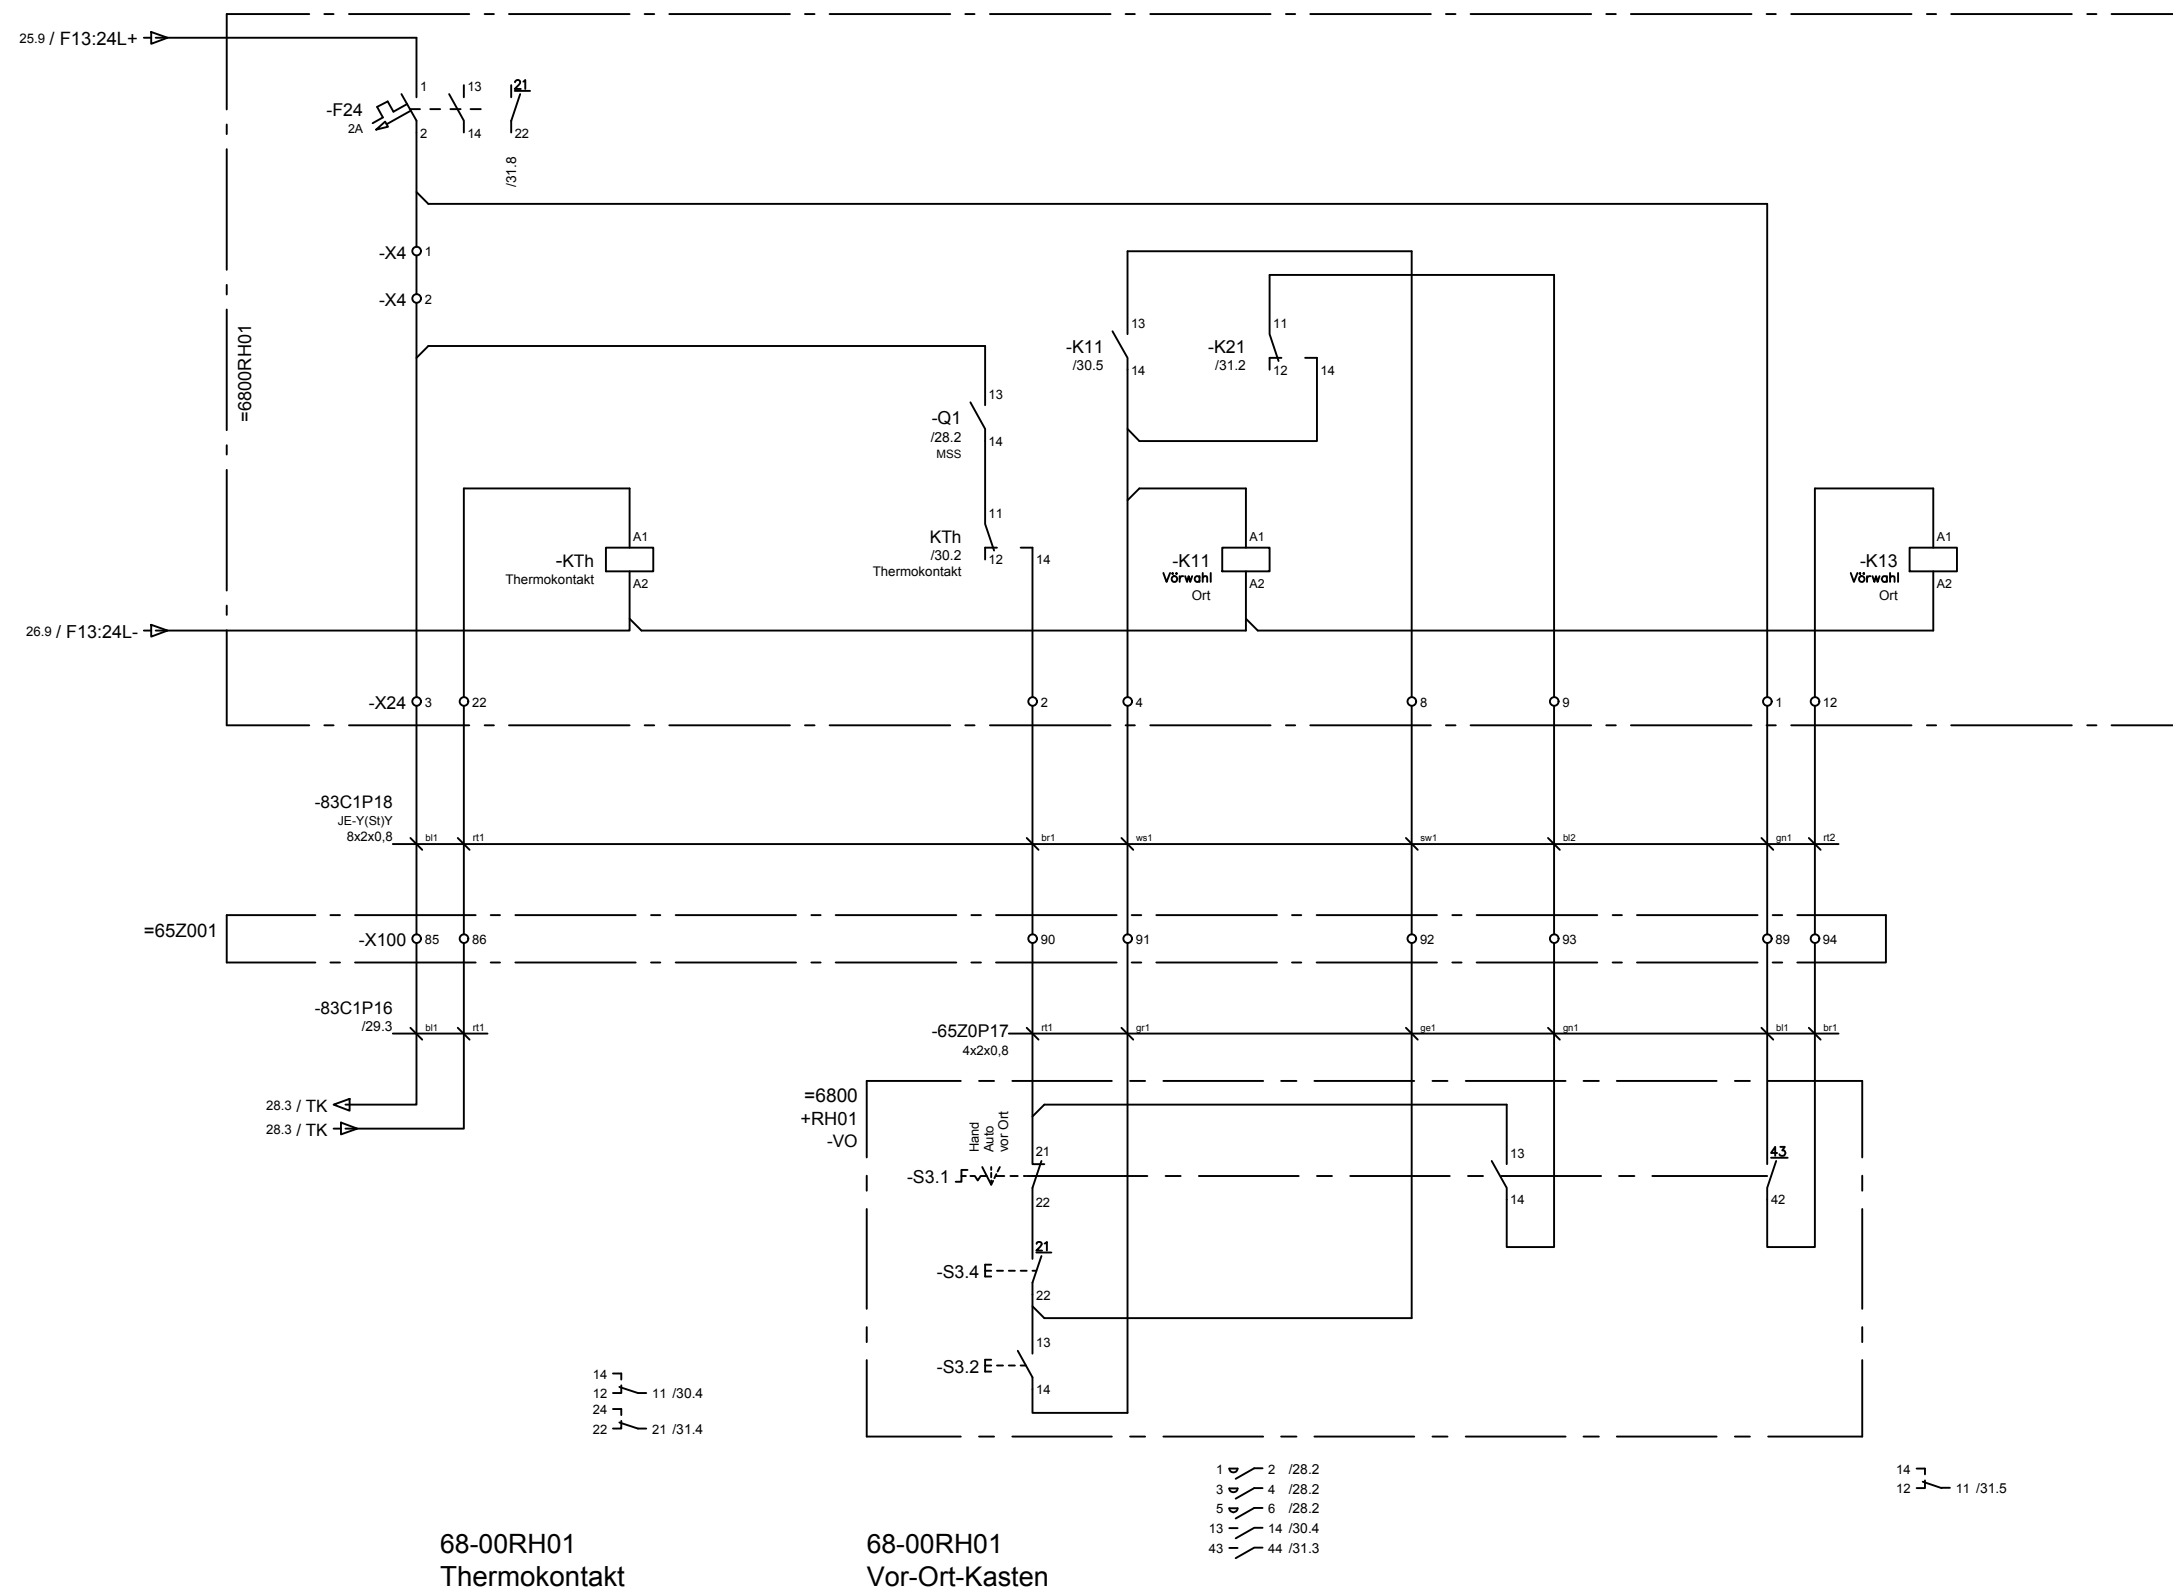 25.9 / F13:24L+
-F24
2A
1
2
13
14
21
22
/31.8
=6800RH01
-X4 1
-X4 2
-K11
/30.5
13
14
-K21
/31.2
11
12
14
-Q1
/28.2
MSS
13
14
-KTh
Thermokontakt
A1
A2
KTh
/30.2
Thermokontakt
11
12
14
-K11
Vörwahl
Ort
A1
A2
-K13
Vörwahl
Ort
A1
A2
26.9 / F13:24L-
-X24 3 22 2 4 8 9 1 12
-83C1P18
JE-Y(St)Y
8x2x0,8
bl1 rt1 br1 ws1 sw1 bl2 gn1 rt2
=65Z001
-X100 85 86 90 91 92 93 89 94
-83C1P16
/29.3
bl1 rt1
-65Z0P17
4x2x0,8
rt1 gr1 ge1 gn1 bl1 br1
28.3 / TK
28.3 / TK
=6800
+RH01
-VO
Hand
Auto
vor Ort
-S3.1
21
22
13
14
43
42
-S3.4
21
22
-S3.2
13
14
14
12 11 /30.4
24
22 21 /31.4
1 2 /28.2
3 4 /28.2
5 6 /28.2
13 14 /30.4
43 44 /31.3
14
12 11 /31.5
68-00RH01
Thermokontakt
68-00RH01
Vor-Ort-Kasten